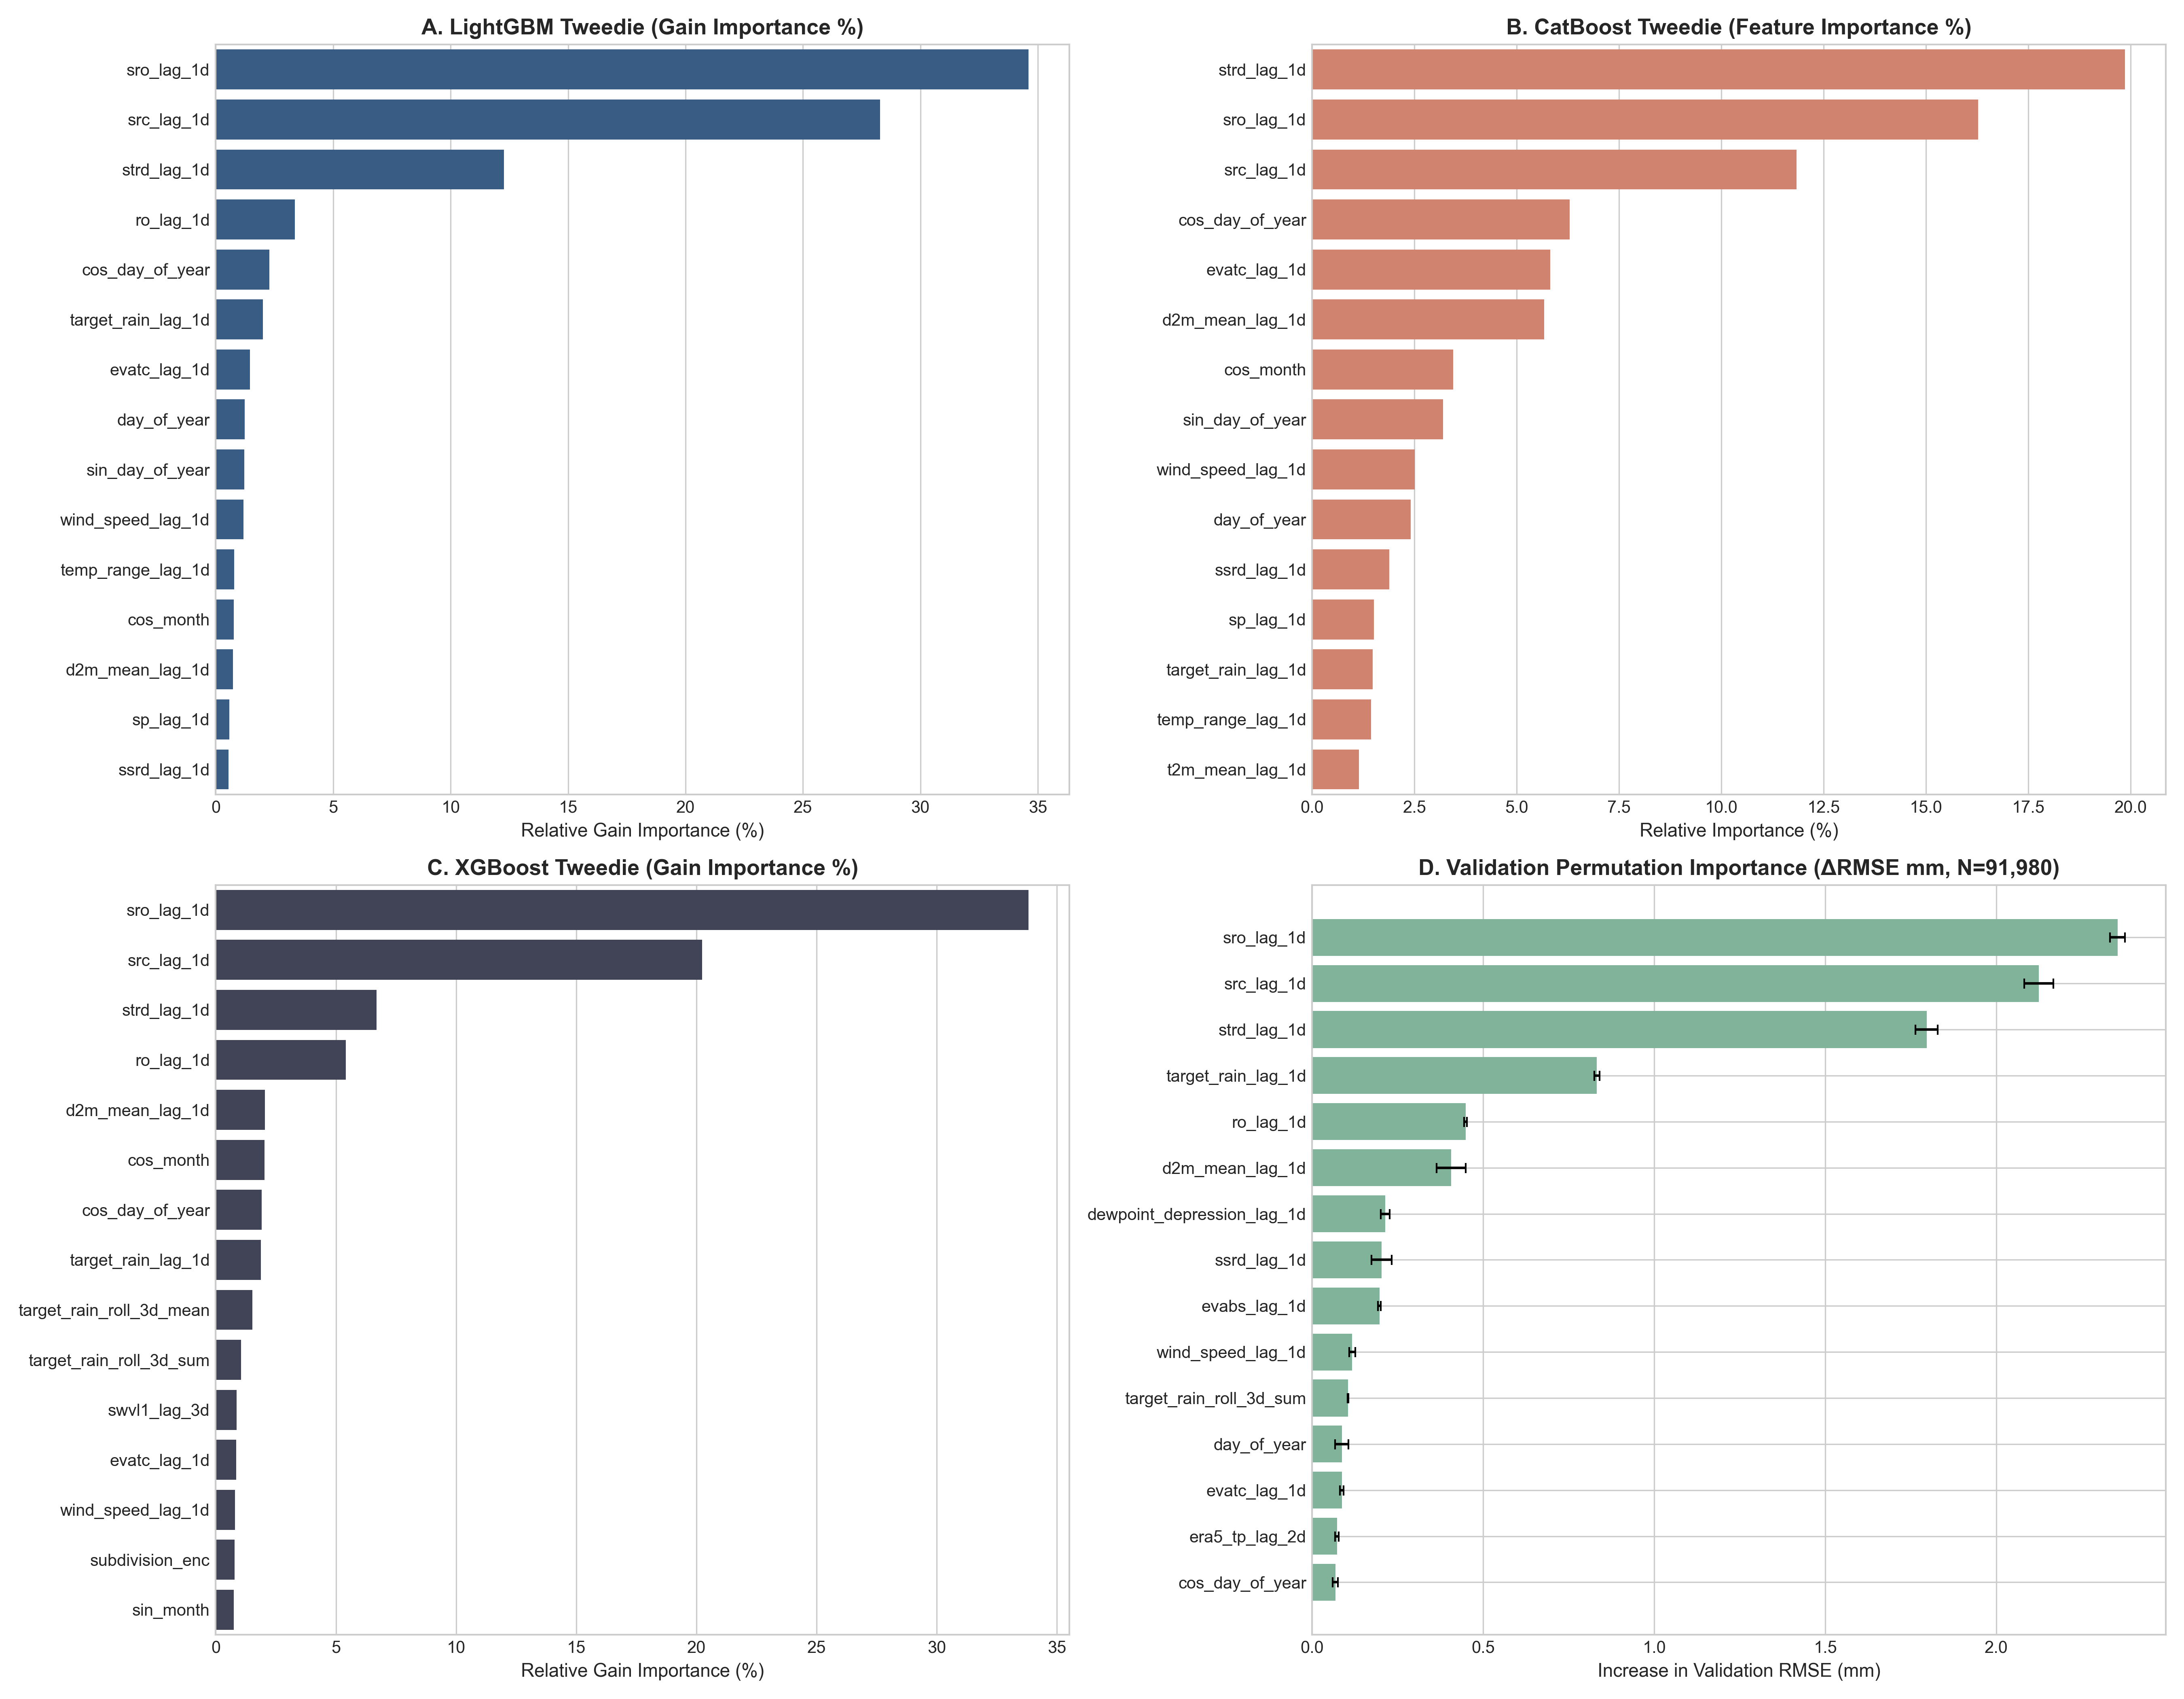 A. LightGBM Tweedie (Gain Importance %)
sro_lag_1d
src_lag_1d
strd_lag_1d
ro_lag_1d
cos_day_of_year
target_rain_lag_1d
evatc_lag_1d
day_of_year
sin_day_of_year
wind_speed_lag_1d
temp_range_lag_1d
cos_month
d2m_mean_lag_1d
sp_lag_1d
ssrd_lag_1d
0 5 10 15 20 25 30 35
Relative Gain Importance (%)
B. CatBoost Tweedie (Feature Importance %)
strd_lag_1d
sro_lag_1d
src_lag_1d
cos_day_of_year
evatc_lag_1d
d2m_mean_lag_1d
cos_month
sin_day_of_year
wind_speed_lag_1d
day_of_year
ssrd_lag_1d
sp_lag_1d
target_rain_lag_1d
temp_range_lag_1d
t2m_mean_lag_1d
0.0 2.5 5.0 7.5 10.0 12.5 15.0 17.5 20.0
Relative Importance (%)
C. XGBoost Tweedie (Gain Importance %)
sro_lag_1d
src_lag_1d
strd_lag_1d
ro_lag_1d
d2m_mean_lag_1d
cos_month
cos_day_of_year
target_rain_lag_1d
target_rain_roll_3d_mean
target_rain_roll_3d_sum
swvl1_lag_3d
evatc_lag_1d
wind_speed_lag_1d
subdivision_enc
sin_month
0 5 10 15 20 25 30 35
Relative Gain Importance (%)
D. Validation Permutation Importance (ΔRMSE mm, N=91,980)
sro_lag_1d
src_lag_1d
strd_lag_1d
target_rain_lag_1d
ro_lag_1d
d2m_mean_lag_1d
dewpoint_depression_lag_1d
ssrd_lag_1d
evabs_lag_1d
wind_speed_lag_1d
target_rain_roll_3d_sum
day_of_year
evatc_lag_1d
era5_tp_lag_2d
cos_day_of_year
0.0 0.5 1.0 1.5 2.0
Increase in Validation RMSE (mm)